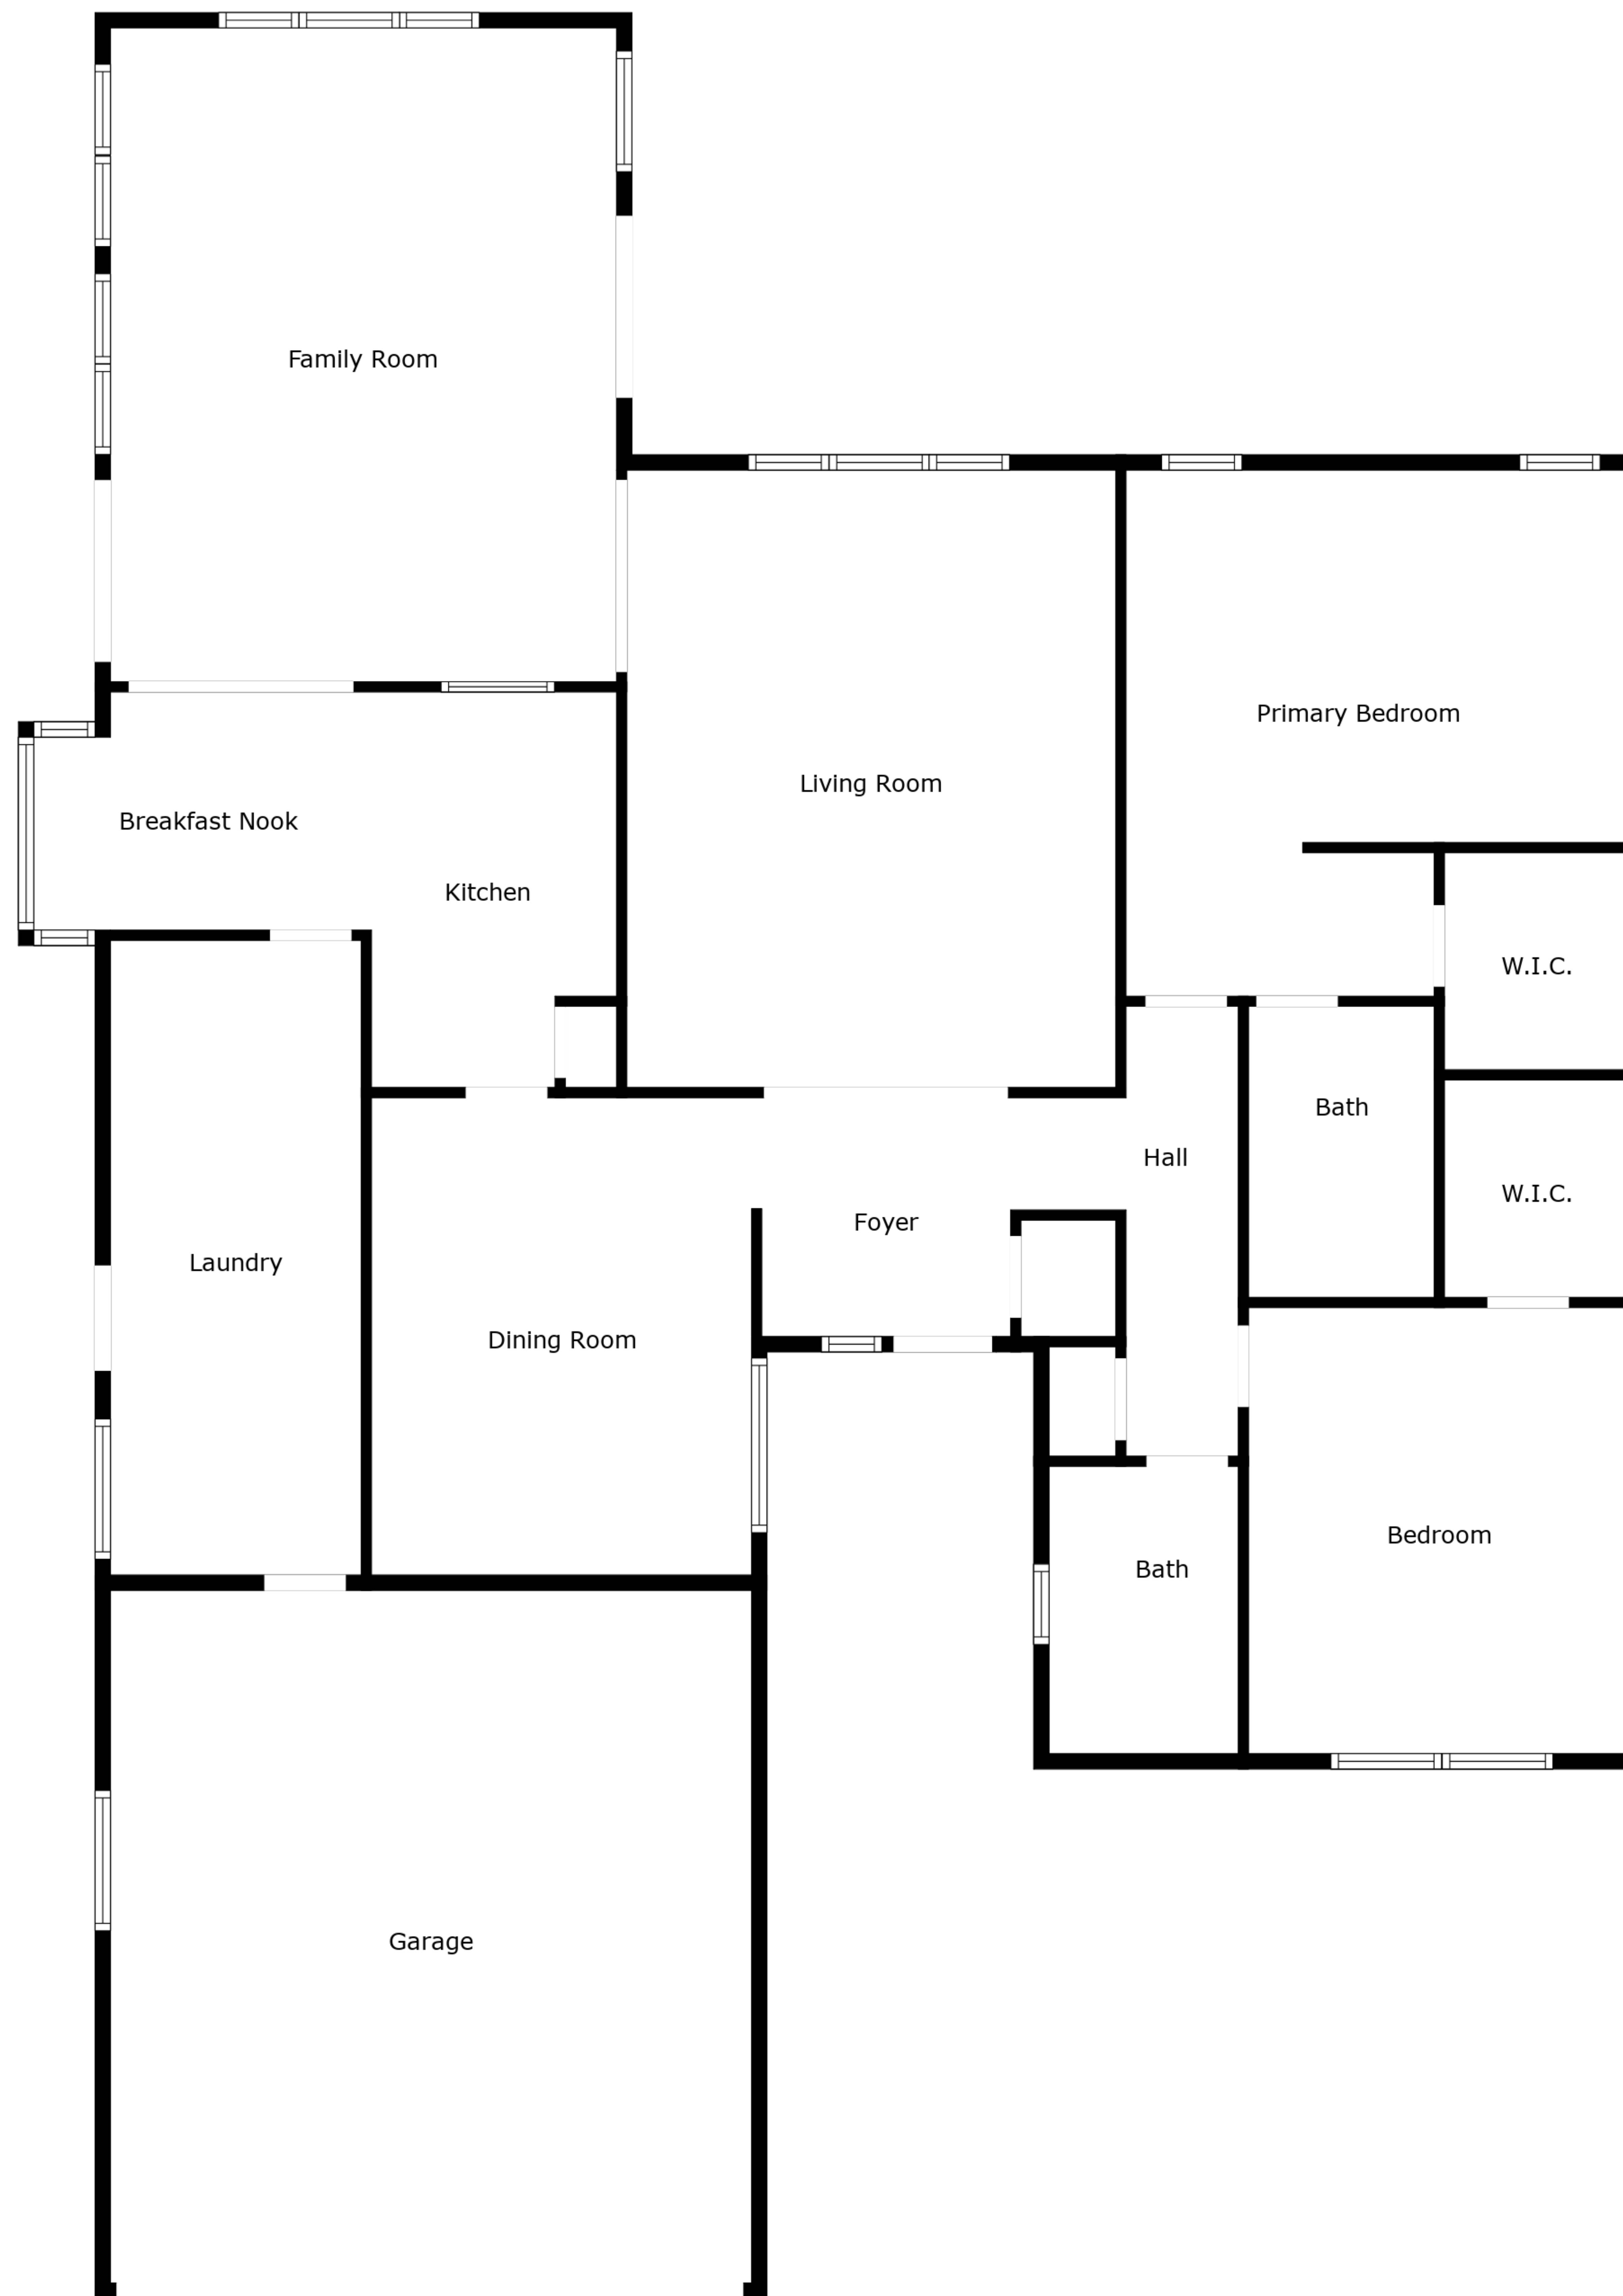 Family Room
Primary Bedroom
Living Room
Breakfast Nook
Kitchen
W.I.C.
Bath
Hall
W.I.C.
Foyer
Laundry
Dining Room
Bedroom
Bath
Garage